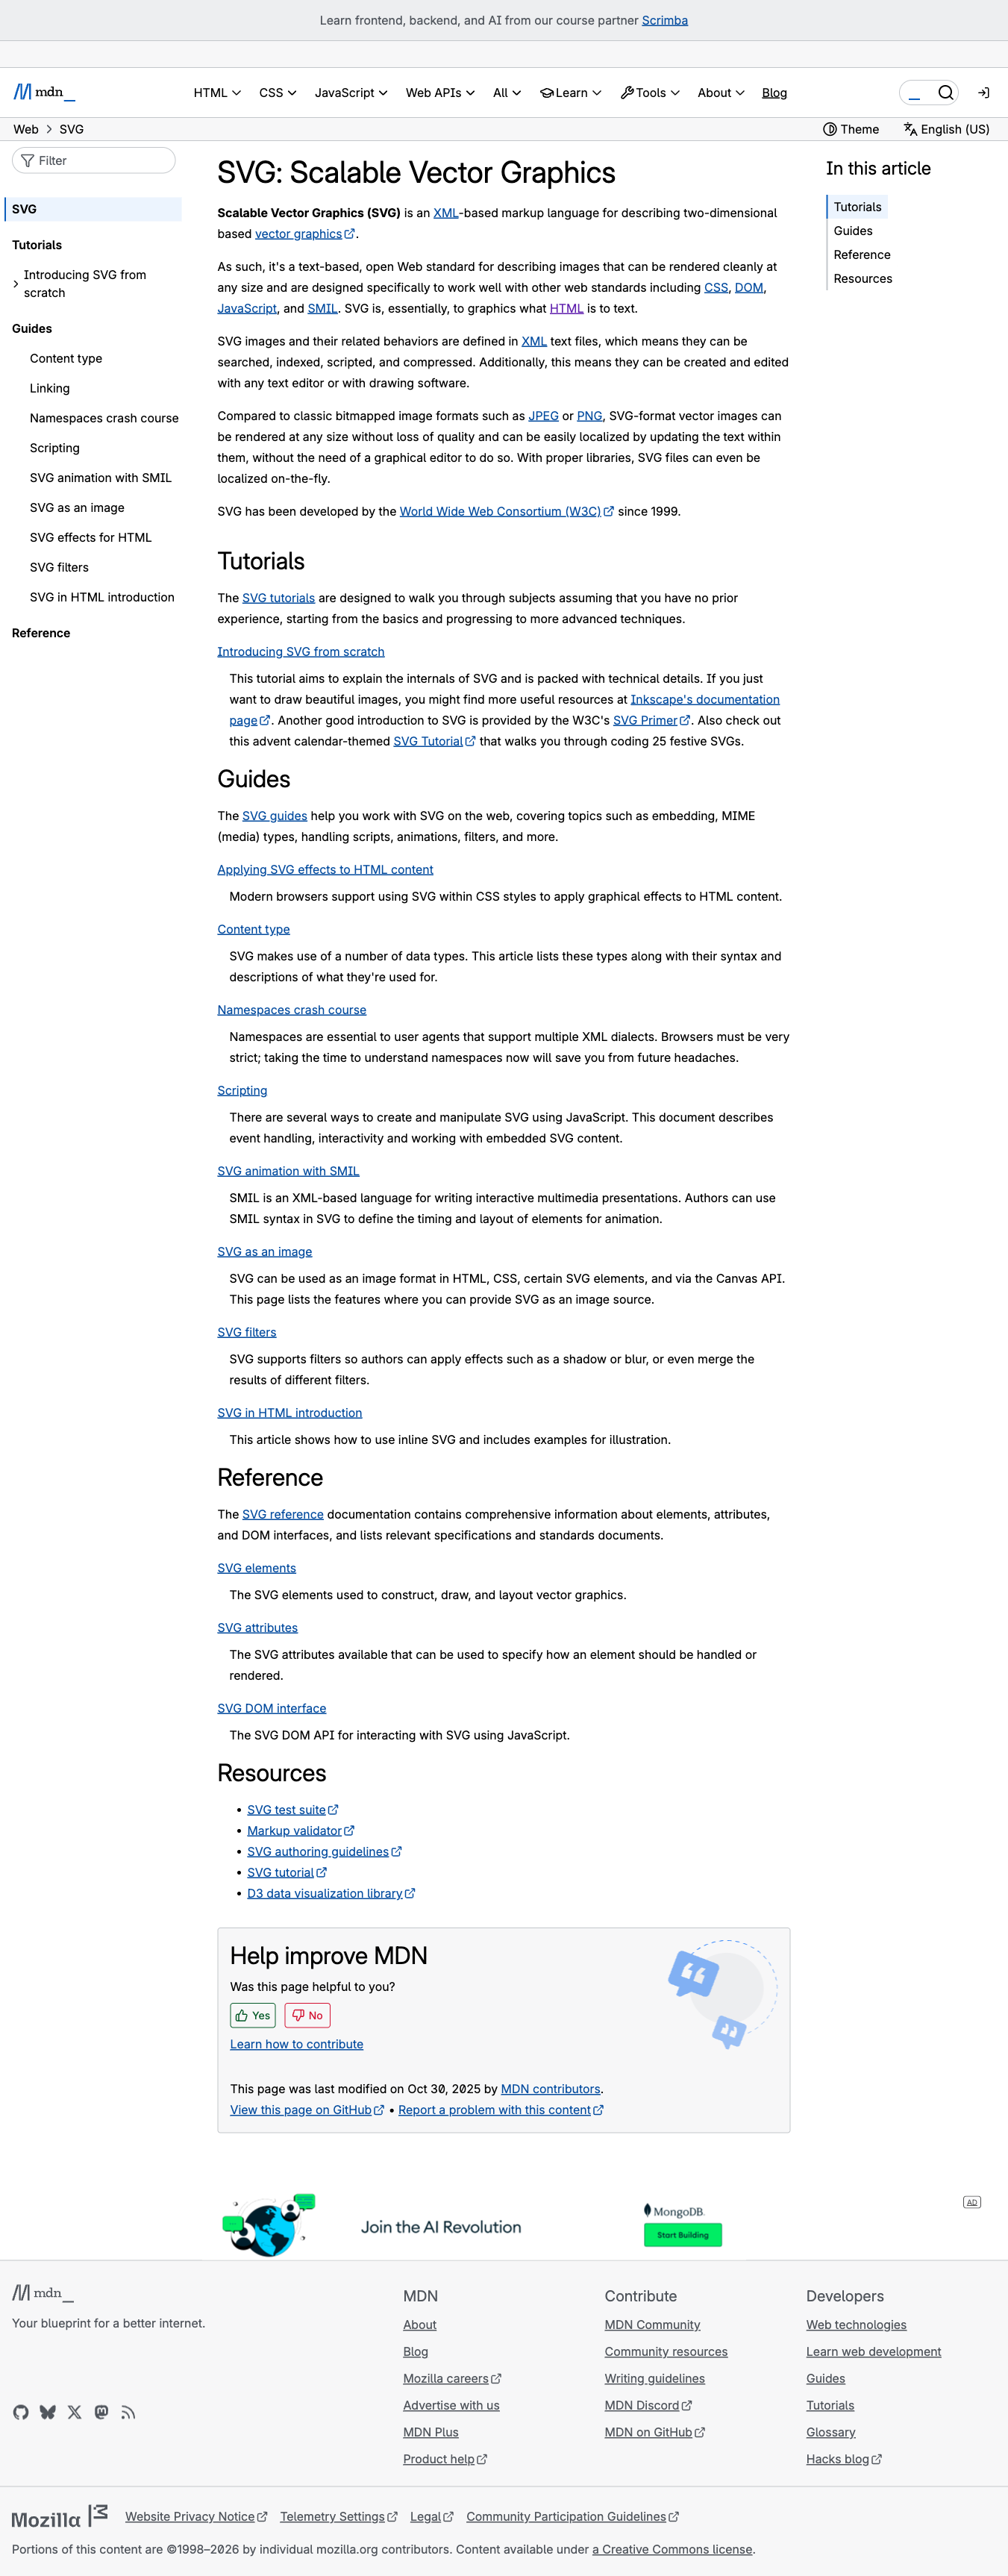 Learn frontend, backend, and AI from our course partner Scrimba
mdn_
HTML CSS JavaScript Web APIs All Learn Tools About Blog
Web > SVG
Theme English (US)
Filter
SVG
Tutorials
Introducing SVG from
scratch
Guides
Content type
Linking
Namespaces crash course
Scripting
SVG animation with SMIL
SVG as an image
SVG effects for HTML
SVG filters
SVG in HTML introduction
Reference
SVG: Scalable Vector Graphics
Scalable Vector Graphics (SVG) is an XML-based markup language for describing two-dimensional
based vector graphics.
As such, it's a text-based, open Web standard for describing images that can be rendered cleanly at
any size and are designed specifically to work well with other web standards including CSS, DOM,
JavaScript, and SMIL. SVG is, essentially, to graphics what HTML is to text.
SVG images and their related behaviors are defined in XML text files, which means they can be
searched, indexed, scripted, and compressed. Additionally, this means they can be created and edited
with any text editor or with drawing software.
Compared to classic bitmapped image formats such as JPEG or PNG, SVG-format vector images can
be rendered at any size without loss of quality and can be easily localized by updating the text within
them, without the need of a graphical editor to do so. With proper libraries, SVG files can even be
localized on-the-fly.
SVG has been developed by the World Wide Web Consortium (W3C) since 1999.
Tutorials
The SVG tutorials are designed to walk you through subjects assuming that you have no prior
experience, starting from the basics and progressing to more advanced techniques.
Introducing SVG from scratch
This tutorial aims to explain the internals of SVG and is packed with technical details. If you just
want to draw beautiful images, you might find more useful resources at Inkscape's documentation
page. Another good introduction to SVG is provided by the W3C's SVG Primer. Also check out
this advent calendar-themed SVG Tutorial that walks you through coding 25 festive SVGs.
Guides
The SVG guides help you work with SVG on the web, covering topics such as embedding, MIME
(media) types, handling scripts, animations, filters, and more.
Applying SVG effects to HTML content
Modern browsers support using SVG within CSS styles to apply graphical effects to HTML content.
Content type
SVG makes use of a number of data types. This article lists these types along with their syntax and
descriptions of what they're used for.
Namespaces crash course
Namespaces are essential to user agents that support multiple XML dialects. Browsers must be very
strict; taking the time to understand namespaces now will save you from future headaches.
Scripting
There are several ways to create and manipulate SVG using JavaScript. This document describes
event handling, interactivity and working with embedded SVG content.
SVG animation with SMIL
SMIL is an XML-based language for writing interactive multimedia presentations. Authors can use
SMIL syntax in SVG to define the timing and layout of elements for animation.
SVG as an image
SVG can be used as an image format in HTML, CSS, certain SVG elements, and via the Canvas API.
This page lists the features where you can provide SVG as an image source.
SVG filters
SVG supports filters so authors can apply effects such as a shadow or blur, or even merge the
results of different filters.
SVG in HTML introduction
This article shows how to use inline SVG and includes examples for illustration.
Reference
The SVG reference documentation contains comprehensive information about elements, attributes,
and DOM interfaces, and lists relevant specifications and standards documents.
SVG elements
The SVG elements used to construct, draw, and layout vector graphics.
SVG attributes
The SVG attributes available that can be used to specify how an element should be handled or
rendered.
SVG DOM interface
The SVG DOM API for interacting with SVG using JavaScript.
Resources
• SVG test suite
• Markup validator
• SVG authoring guidelines
• SVG tutorial
• D3 data visualization library
In this article
Tutorials
Guides
Reference
Resources
Help improve MDN
Was this page helpful to you?
Yes No
Learn how to contribute
This page was last modified on Oct 30, 2025 by MDN contributors.
View this page on GitHub • Report a problem with this content
Join the AI Revolution
MongoDB.
Start Building
AD
mdn_
Your blueprint for a better internet.
MDN
About
Blog
Mozilla careers
Advertise with us
MDN Plus
Product help
Contribute
MDN Community
Community resources
Writing guidelines
MDN Discord
MDN on GitHub
Developers
Web technologies
Learn web development
Guides
Tutorials
Glossary
Hacks blog
Mozilla
Website Privacy Notice Telemetry Settings Legal Community Participation Guidelines
Portions of this content are ©1998–2026 by individual mozilla.org contributors. Content available under a Creative Commons license.